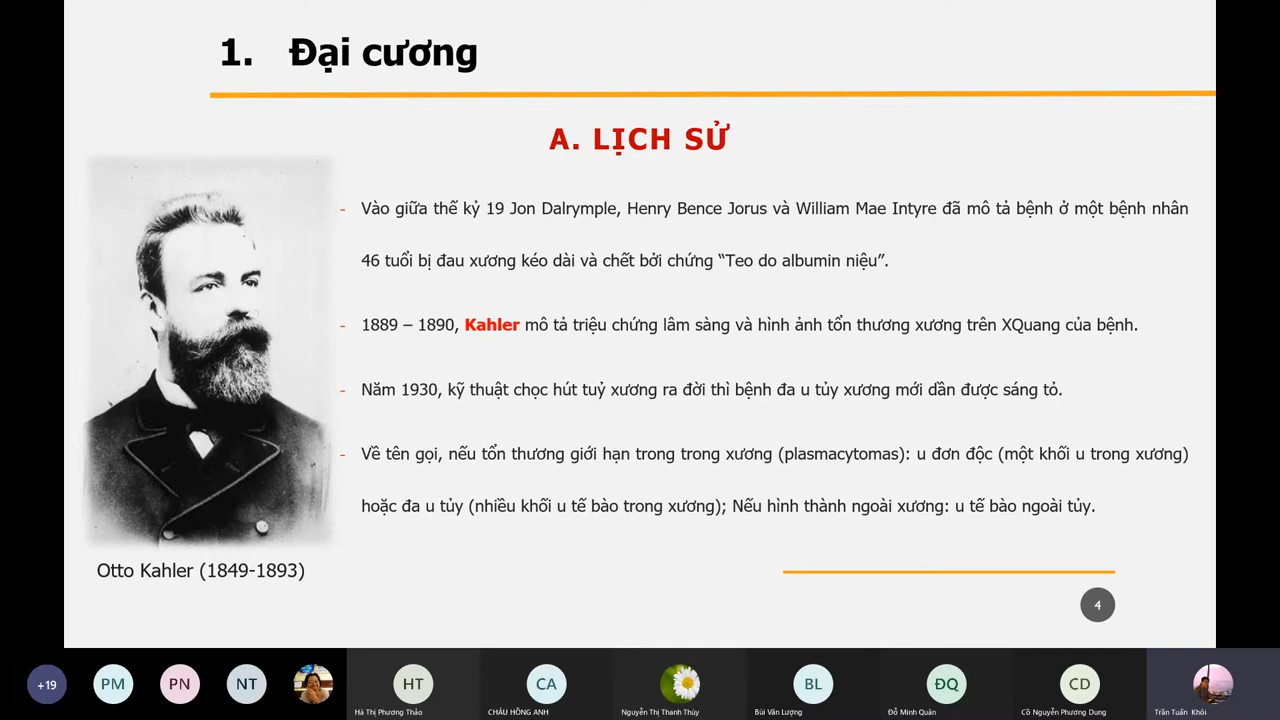 1. Đại cương
A. LỊCH SỬ
- Vào giữa thế kỷ 19 Jon Dalrymple, Henry Bence Jorus và William Mae Intyre đã mô tả bệnh ở một bệnh nhân
46 tuổi bị đau xương kéo dài và chết bởi chứng “Teo do albumin niệu”.
- 1889 – 1890, Kahler mô tả triệu chứng lâm sàng và hình ảnh tổn thương xương trên XQuang của bệnh.
- Năm 1930, kỹ thuật chọc hút tuỷ xương ra đời thì bệnh đa u tủy xương mới dần được sáng tỏ.
- Về tên gọi, nếu tổn thương giới hạn trong trong xương (plasmacytomas): u đơn độc (một khối u trong xương)
hoặc đa u tủy (nhiều khối u tế bào trong xương); Nếu hình thành ngoài xương: u tế bào ngoài tủy.
Otto Kahler (1849-1893)
4
+19 PM PN NT HT CA BL ĐQ CD
Hà Thị Phương Thảo CHÂU HỒNG ANH Nguyễn Thị Thanh Thùy Bùi Văn Lượng Đỗ Minh Quân Cồ Nguyễn Phương Dung Trần Tuấn Khôi